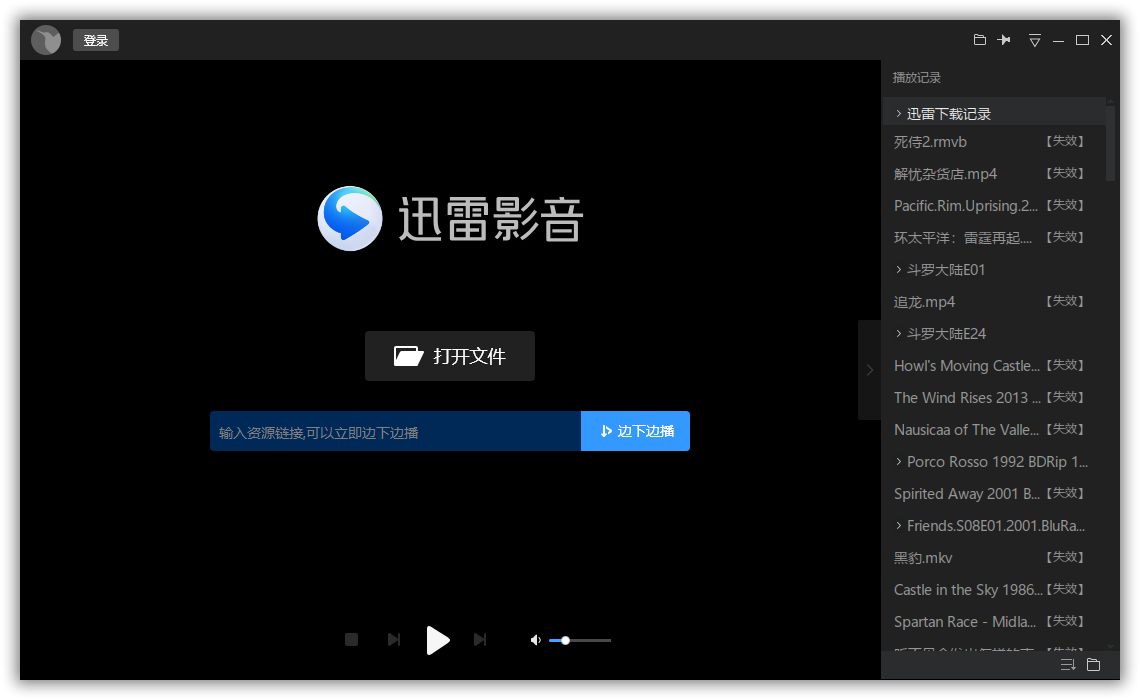 登录
播放记录
迅雷下载记录
死侍2.rmvb 【失效】
解忧杂货店.mp4 【失效】
Pacific.Rim.Uprising.2... 【失效】
环太平洋：雷霆再起.... 【失效】
斗罗大陆E01
追龙.mp4 【失效】
斗罗大陆E24
Howl's Moving Castle... 【失效】
The Wind Rises 2013 ... 【失效】
Nausicaa of The Valle... 【失效】
Porco Rosso 1992 BDRip 1...
Spirited Away 2001 B... 【失效】
Friends.S08E01.2001.BluRa...
黑豹.mkv 【失效】
Castle in the Sky 1986... 【失效】
Spartan Race - Midla... 【失效】
迅雷影音
打开文件
输入资源链接,可以立即边下边播
边下边播